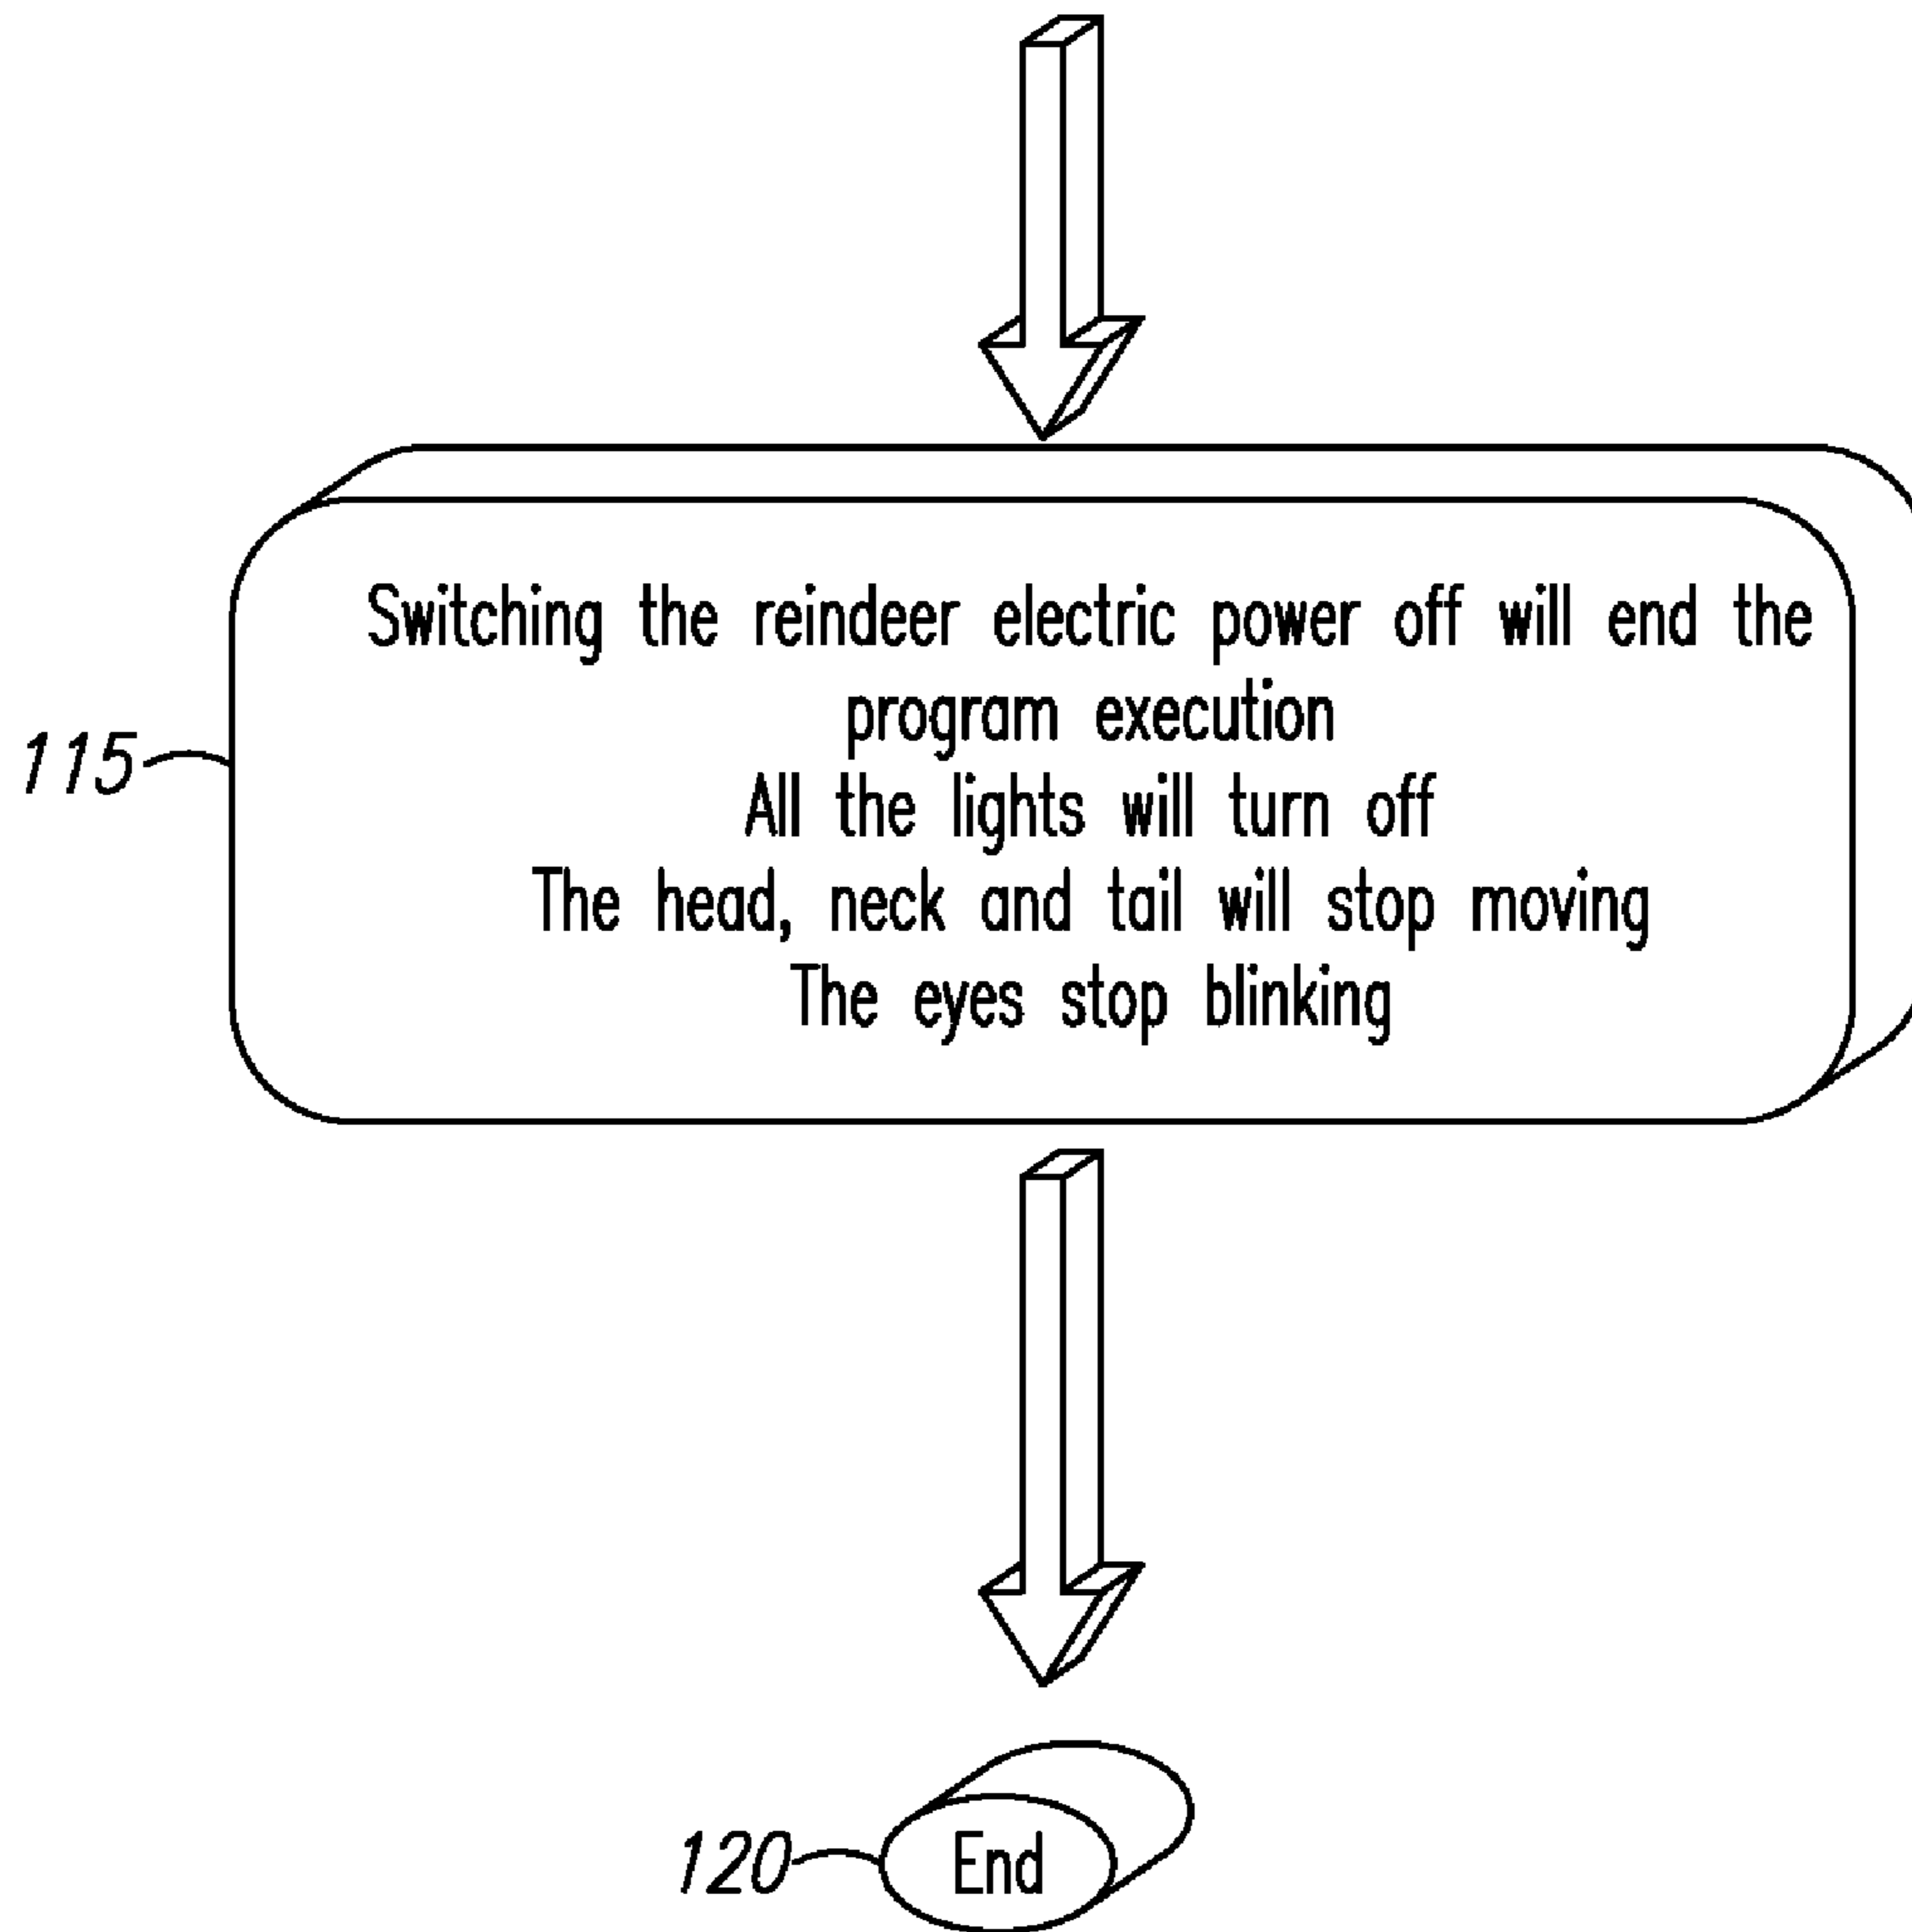 Switching the reindeer electric power off will end the
program execution
115
All the lights will turn off
The head, neck and tail will stop moving
The eyes stop blinking
120
End